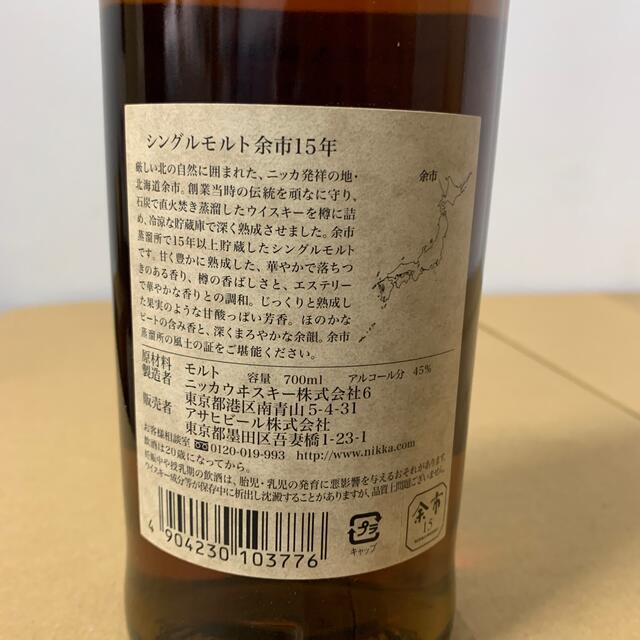 シングルモルト余市15年
厳しい北の自然に囲まれた、ニッカ発祥の地・
北海道余市。創業当時の伝統を頑なに守り、
石炭で直火焚き蒸溜したウイスキーを樽に詰
め、冷涼な貯蔵庫で深く熟成させました。余市
蒸溜所で15年以上貯蔵したシングルモルト
です。甘く豊かに熟成した、華やかで落ちつ
きのある香り、樽の香ばしさと、エステリー
で華やかな香りとの調和。じっくりと熟成し
た果実のような甘酸っぱい芳香。ほのかな
ピートの含み香と、深くまろやかな余韻。余市
蒸溜所の風土の証をご堪能ください。
余市
原材料 モルト 容量 700ml アルコール分 45%
製造者 ニッカウヰスキー株式会社6
東京都港区南青山5-4-31
販売者 アサヒビール株式会社
東京都墨田区吾妻橋1-23-1
お客様相談室 0120-019-993 http://www.nikka.com
飲酒は20歳になってから。
妊娠中や授乳期の飲酒は、胎児・乳児の発育に悪影響を与えるおそれがあります。
ウイスキー成分等が保存中に析出し沈澱することがありますが、品質上問題ございません。
4 904230 103776
プラ
キャップ
余市
15